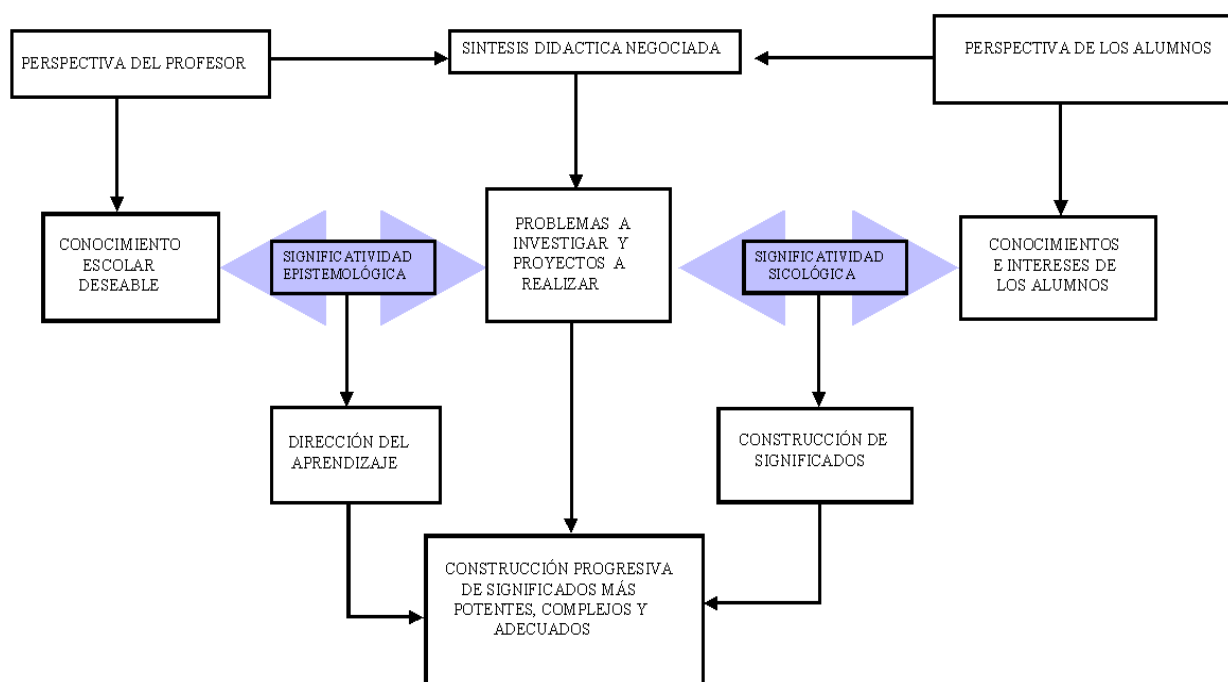 PERSPECTIVA DEL PROFESOR
SINTESIS DIDACTICA NEGOCIADA
PERSPECTIVA DE LOS ALUMNOS
CONOCIMIENTO
ESCOLAR
DESEABLE
SIGNIFICATIVIDAD
EPISTEMOLÓGICA
PROBLEMAS A
INVESTIGAR Y
PROYECTOS A
REALIZAR
SIGNIFICATIVIDAD
SICOLÓGICA
CONOCIMIENTOS
E INTERESES DE
LOS ALUMNOS
DIRECCIÓN DEL
APRENDIZAJE
CONSTRUCCIÓN DE
SIGNIFICADOS
CONSTRUCCIÓN PROGRESIVA
DE SIGNIFICADOS MÁS
POTENTES, COMPLEJOS Y
ADECUADOS